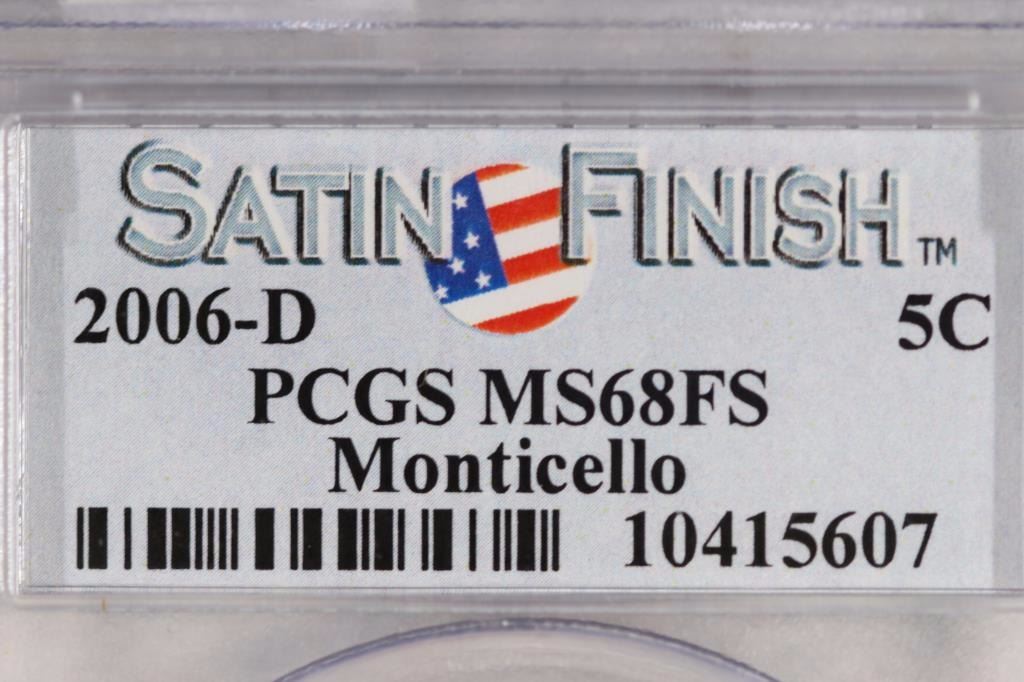 SATIN FINISH™
2006-D 5C
PCGS MS68FS
Monticello
10415607